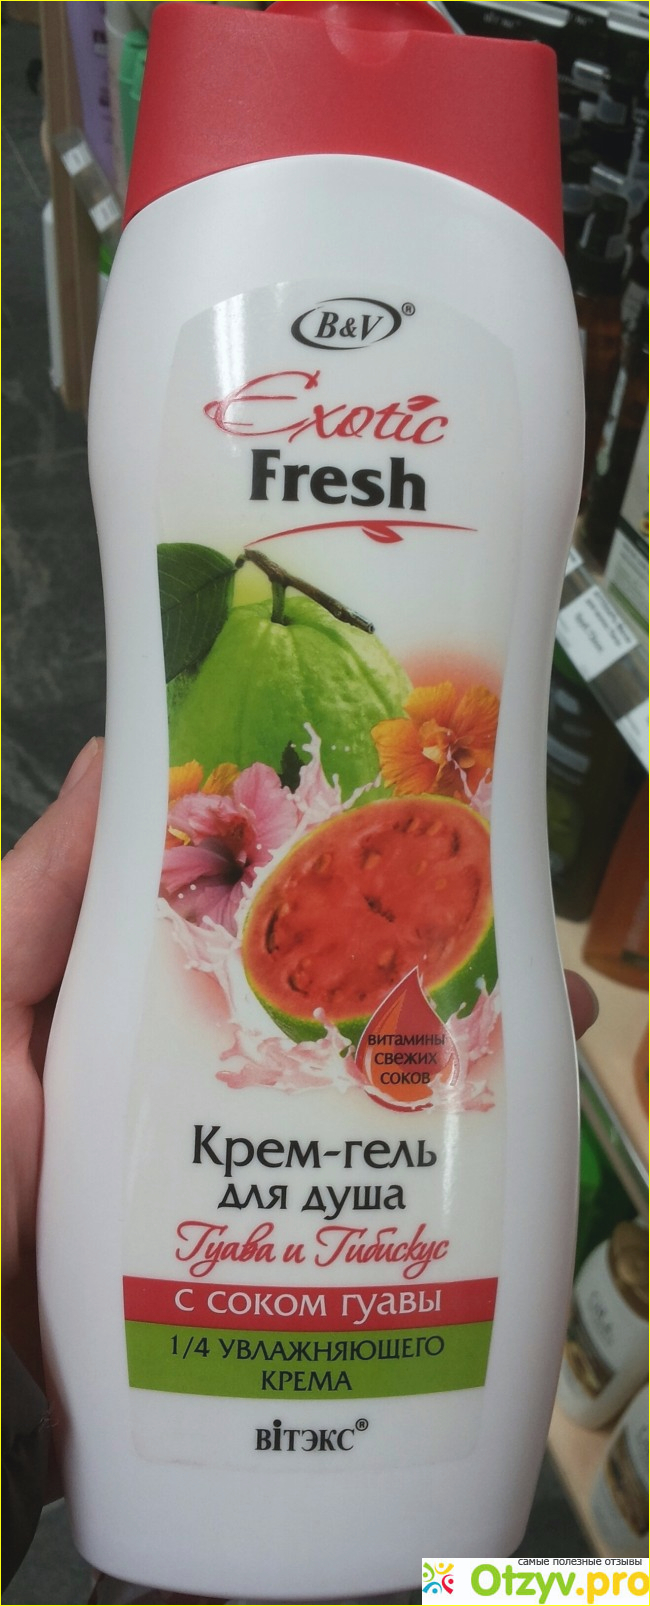 B&V®
Exotic
Fresh
витамины
свежих
соков
Крем-гель
для душа
Гуава и Гибискус
с соком гуавы
1/4 увлажняющего
крема
вiтэкс®
самые полезные отзывы
Otzyv.pro